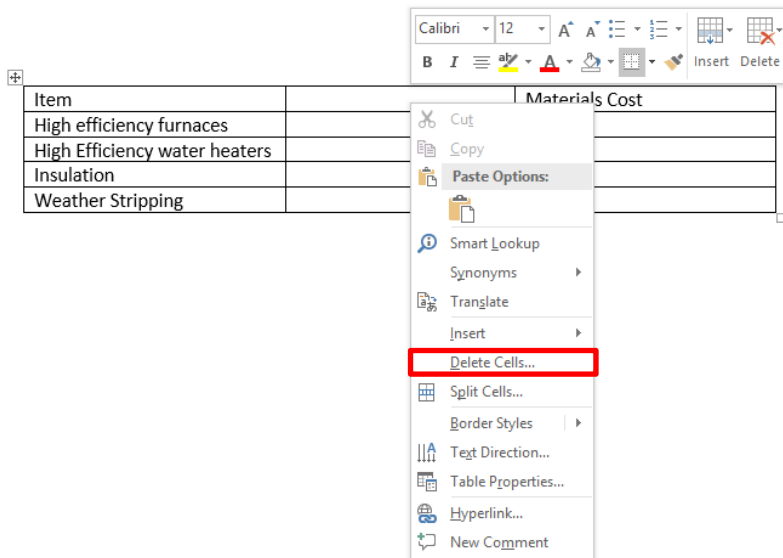 Calibri 12 A A
B I ab A Insert Delete
Item Materials Cost
High efficiency furnaces
High Efficiency water heaters
Insulation
Weather Stripping
Cut
Copy
Paste Options:
Smart Lookup
Synonyms
Translate
Insert
Delete Cells...
Split Cells...
Border Styles
Text Direction...
Table Properties...
Hyperlink...
New Comment